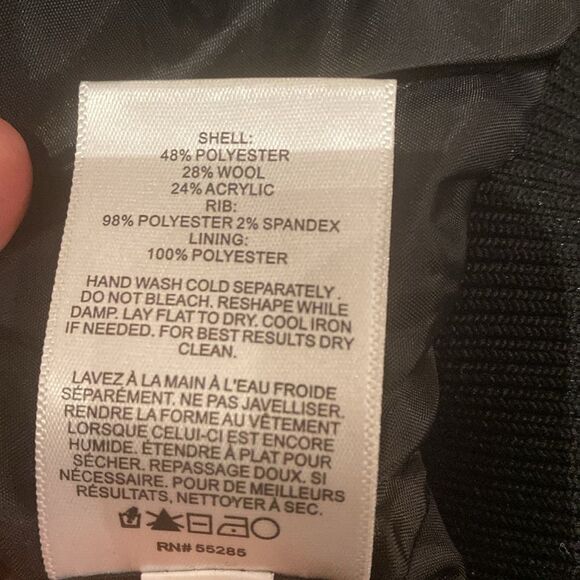 SHELL:
48% POLYESTER
28% WOOL
24% ACRYLIC
RIB:
98% POLYESTER 2% SPANDEX
LINING:
100% POLYESTER
HAND WASH COLD SEPARATELY.
DO NOT BLEACH. RESHAPE WHILE
DAMP. LAY FLAT TO DRY. COOL IRON
IF NEEDED. FOR BEST RESULTS DRY
CLEAN.
LAVEZ À LA MAIN À L'EAU FROIDE
SÉPARÉMENT. NE PAS JAVELLISER.
RENDRE LA FORME AU VÊTEMENT
LORSQUE CELUI-CI EST ENCORE
HUMIDE. ÉTENDRE À PLAT POUR
SÉCHER. REPASSAGE DOUX. SI
NÉCESSAIRE. POUR DE MEILLEURS
RÉSULTATS, NETTOYER À SEC.
RN# 55285